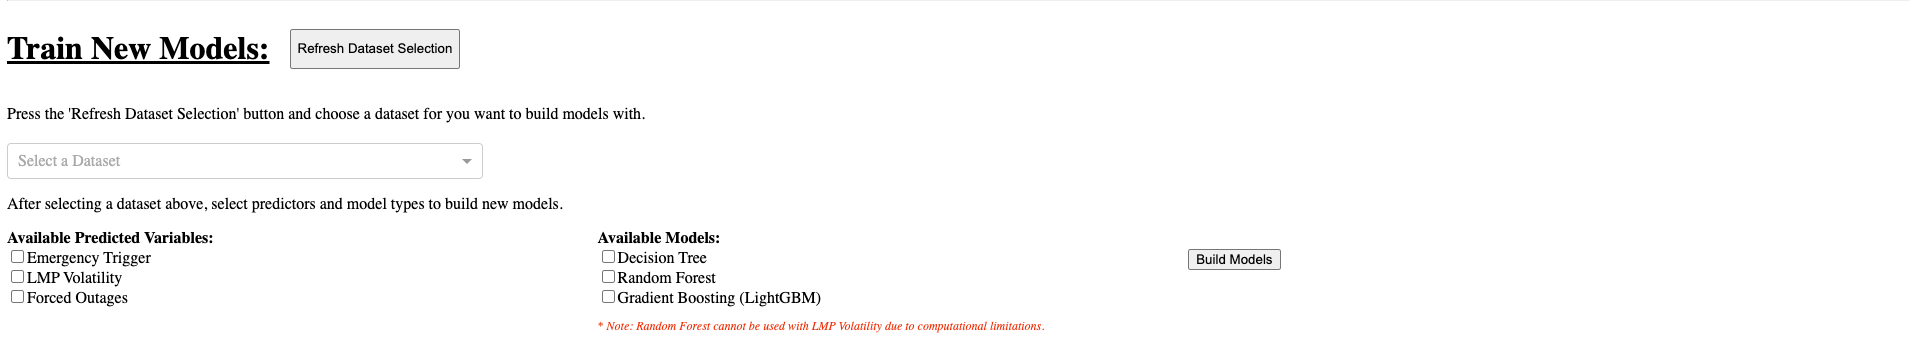 Train New Models:
Refresh Dataset Selection
Press the 'Refresh Dataset Selection' button and choose a dataset for you want to build models with.
Select a Dataset
After selecting a dataset above, select predictors and model types to build new models.
Available Predicted Variables:
Emergency Trigger
LMP Volatility
Forced Outages
Available Models:
Decision Tree
Random Forest
Gradient Boosting (LightGBM)
* Note: Random Forest cannot be used with LMP Volatility due to computational limitations.
Build Models